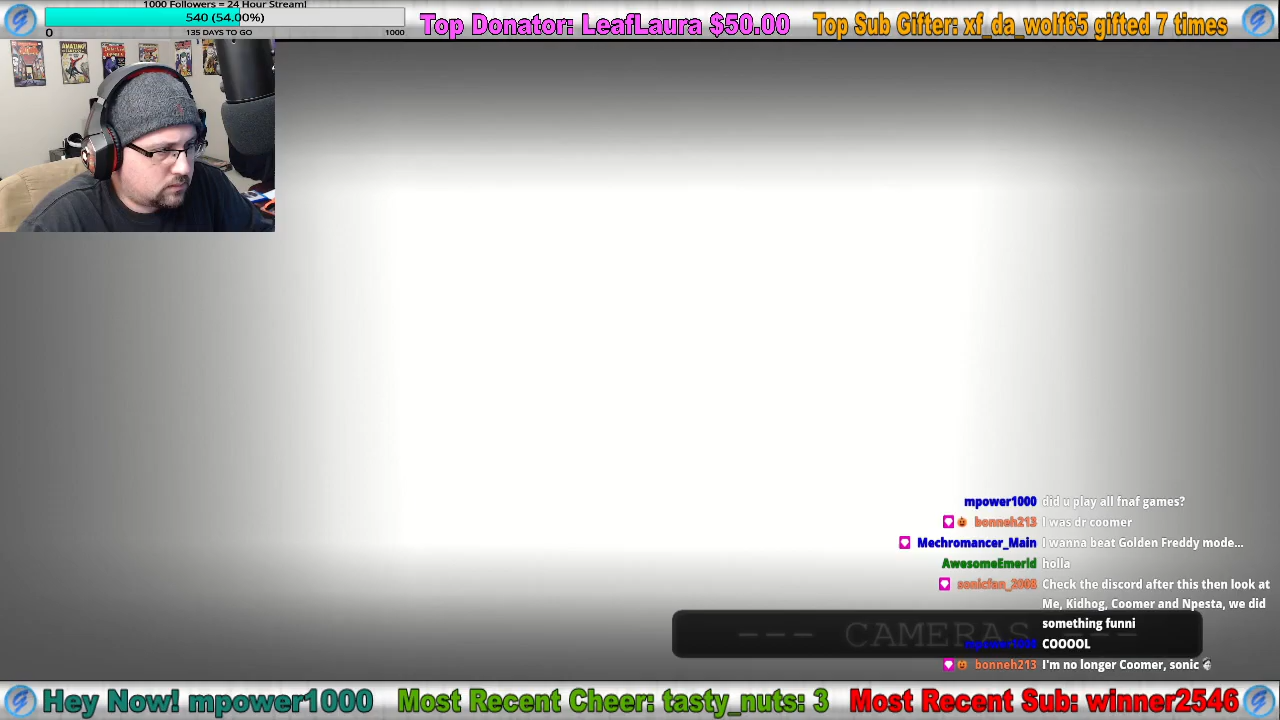 1000 Followers = 24 Hour Stream!
540 (54.00%)
0 135 DAYS TO GO 1000
Top Donator: LeafLaura $50.00
Top Sub Gifter: xf_da_wolf65 gifted 7 times
mpower1000 did u play all fnaf games?
bonneh213 I was dr coomer
Mechromancer_Main I wanna beat Golden Freddy mode...
AwesomeEmerld holla
sonicfan_2008 Check the discord after this then look at
Me, Kidhog, Coomer and Npesta, we did
something funni
--- CAMERAS ---
mpower1000 COOOOL
bonneh213 I'm no longer Coomer, sonic
Hey Now! mpower1000
Most Recent Cheer: tasty_nuts: 3
Most Recent Sub: winner2546